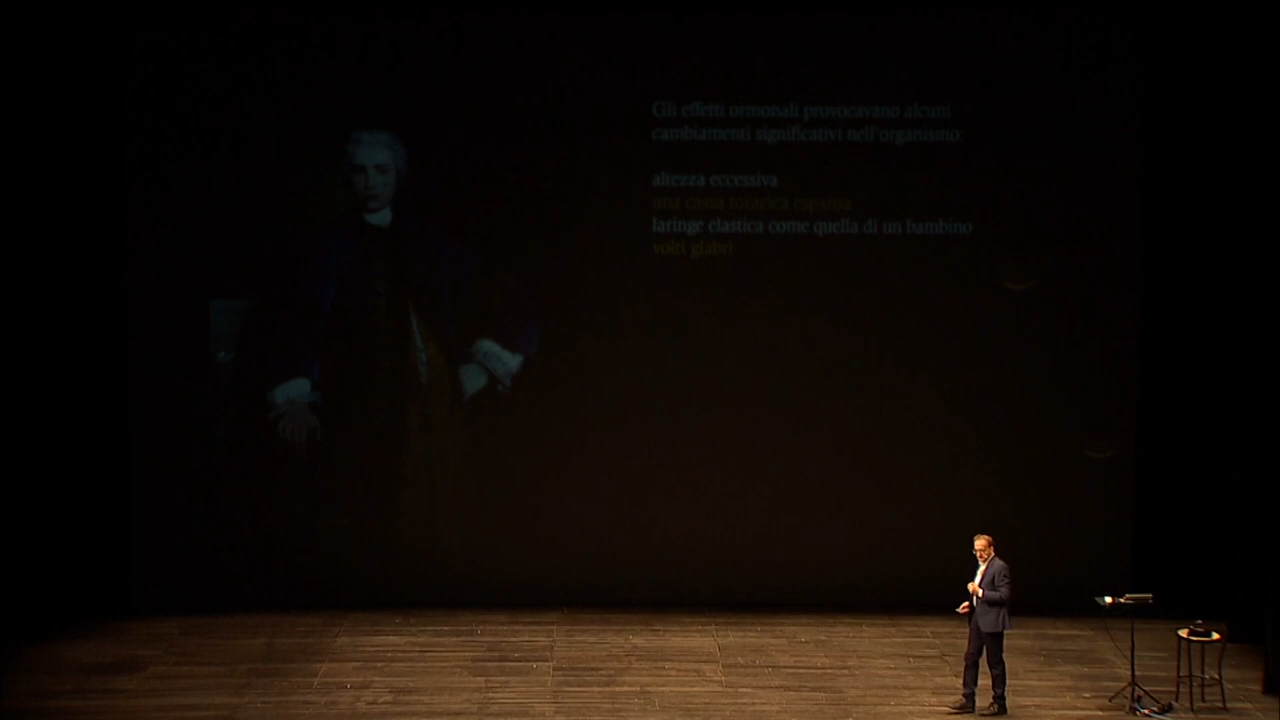 Gli effetti ormonali provocavano alcuni
cambiamenti significativi nell'organismo:
altezza eccessiva
una cassa toracica espansa
laringe elastica come quella di un bambino
volti glabri